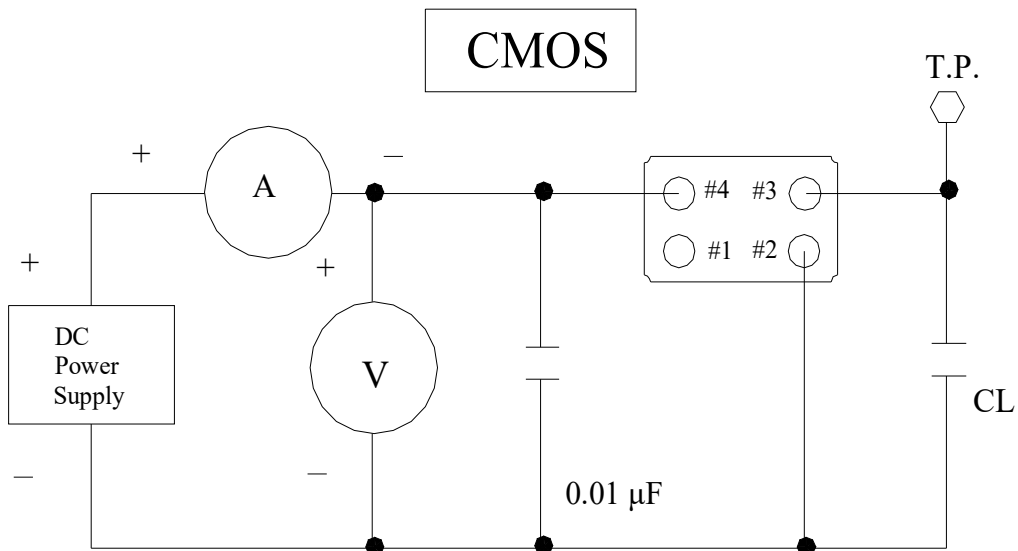 CMOS
T.P.
+
–
A
#4 #3
+
+
#1 #2
DC
Power
Supply
V
CL
–
–
0.01 μF